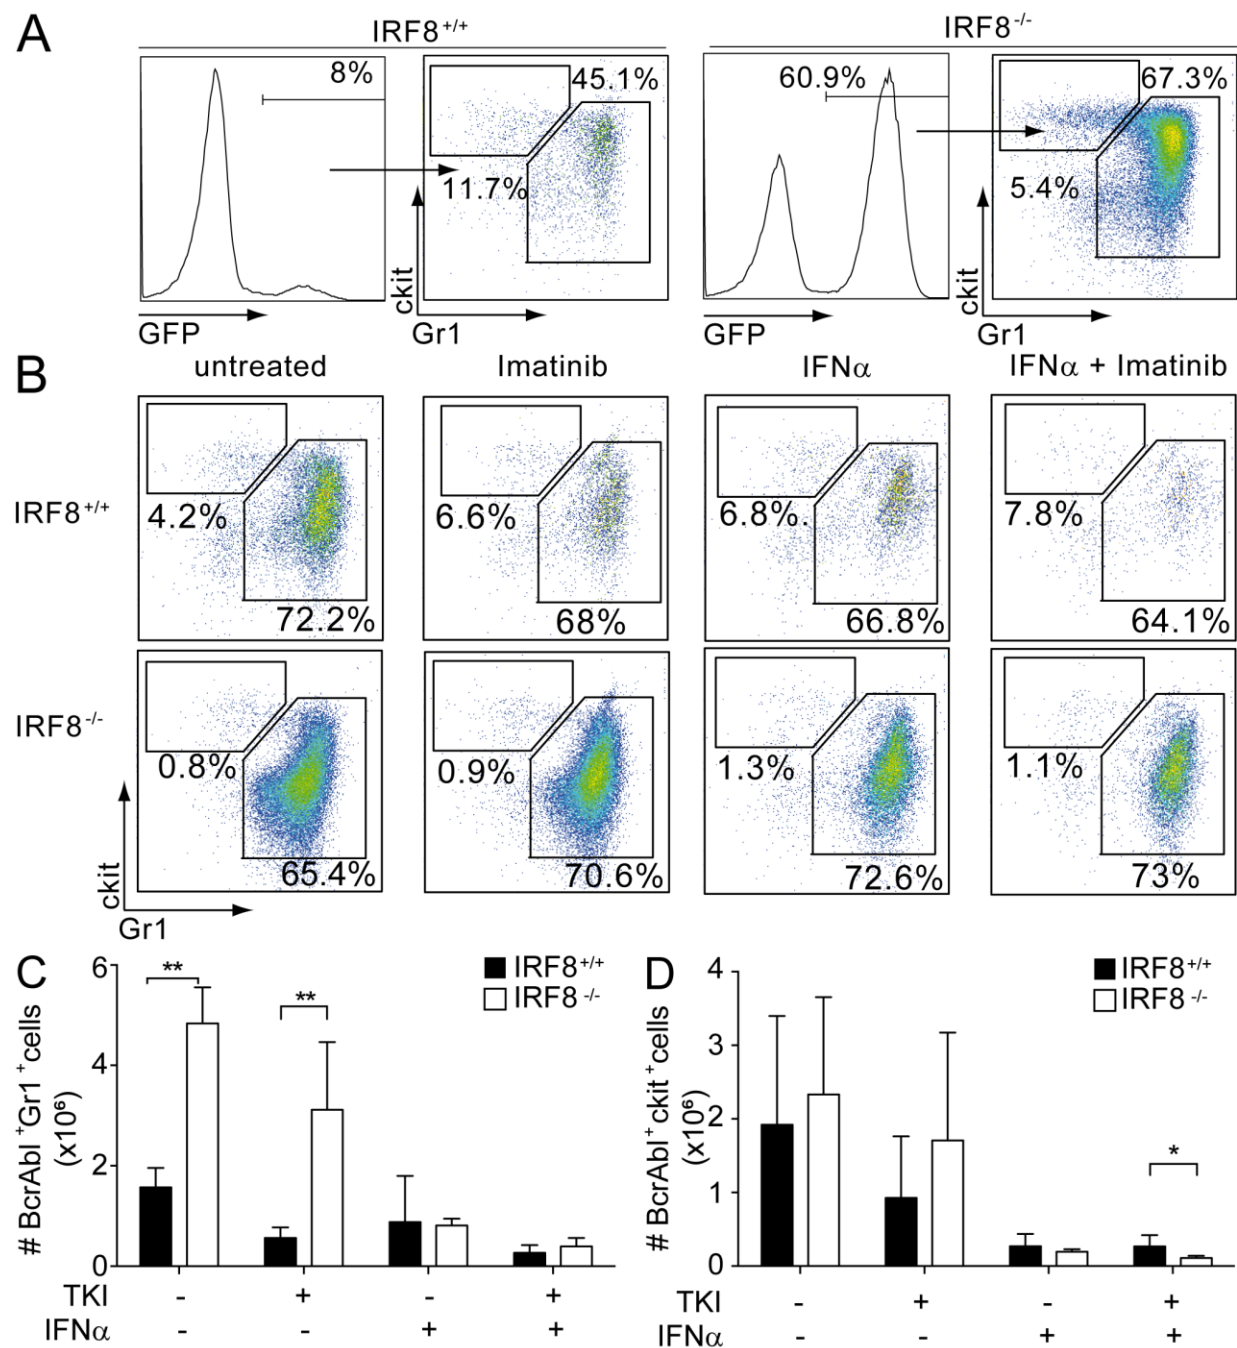 A
IRF8+/+
IRF8-/-
8%
45.1%
60.9%
67.3%
11.7%
5.4%
ckit
ckit
GFP
Gr1
GFP
Gr1
B
untreated
Imatinib
IFNα
IFNα + Imatinib
IRF8+/+
4.2%
6.6%
6.8%.
7.8%
72.2%
68%
66.8%
64.1%
IRF8-/-
0.8%
0.9%
1.3%
1.1%
65.4%
70.6%
72.6%
73%
ckit
Gr1
C
# BcrAbl+Gr1+cells
(x10⁶)
6
4
2
0
**
**
IRF8+/+
IRF8 -/-
TKI - + - +
IFNα - - + +
D
# BcrAbl+ckit+cells
(x10⁶)
4
3
2
1
0
*
IRF8+/+
IRF8 -/-
TKI - + - +
IFNα - - + +